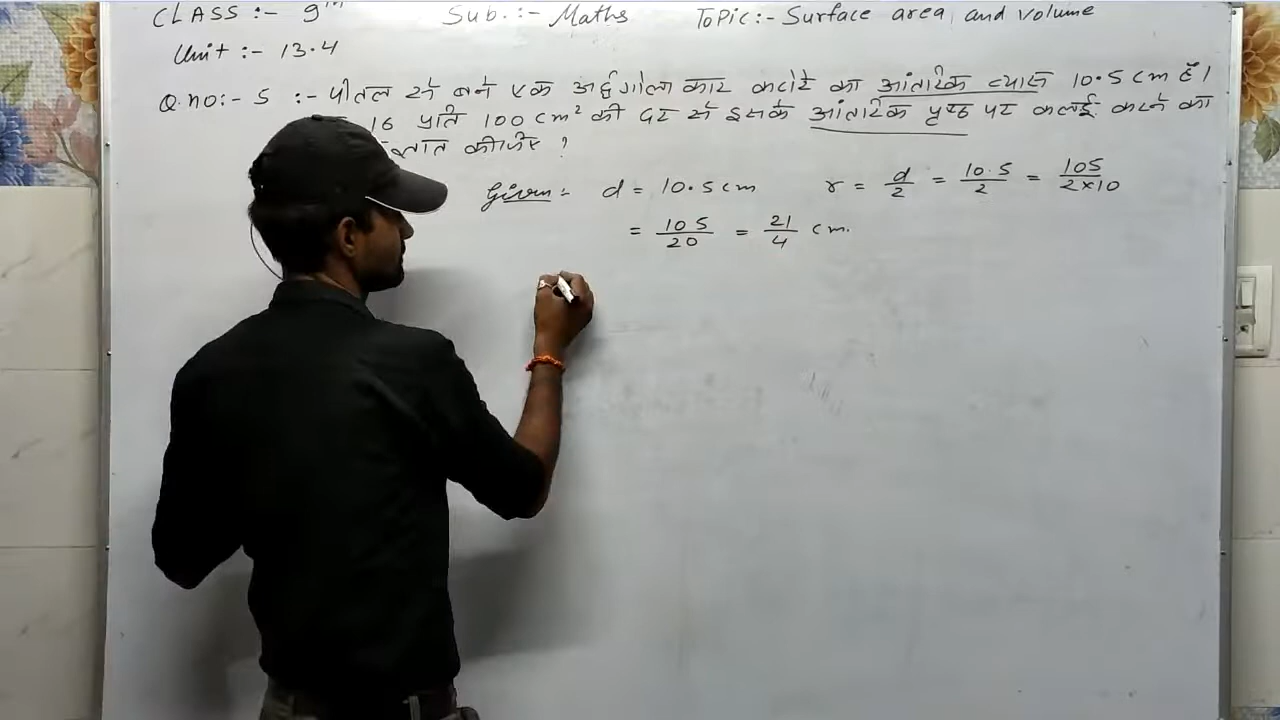 CLASS :- 9th Sub. :- Maths Topic :- Surface area and volume
Unit :- 13.4
Q.no:- 5 :- पीतल से बने एक अर्द्धगोलाकार कटोरे का आंतरिक व्यास 10.5 cm है।
16 प्रति 100 cm² की दर से इसके आंतरिक पृष्ठ पर कलई करने का
ज्ञात कीजिए ?
Given:- d = 10.5 cm r = d/2 = 10.5/2 = 105/2×10
= 105/20 = 21/4 cm.